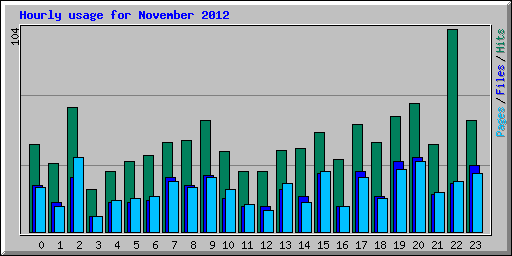 Hourly usage for November 2012
104
Pages / Files / Hits
0 1 2 3 4 5 6 7 8 9 10 11 12 13 14 15 16 17 18 19 20 21 22 23